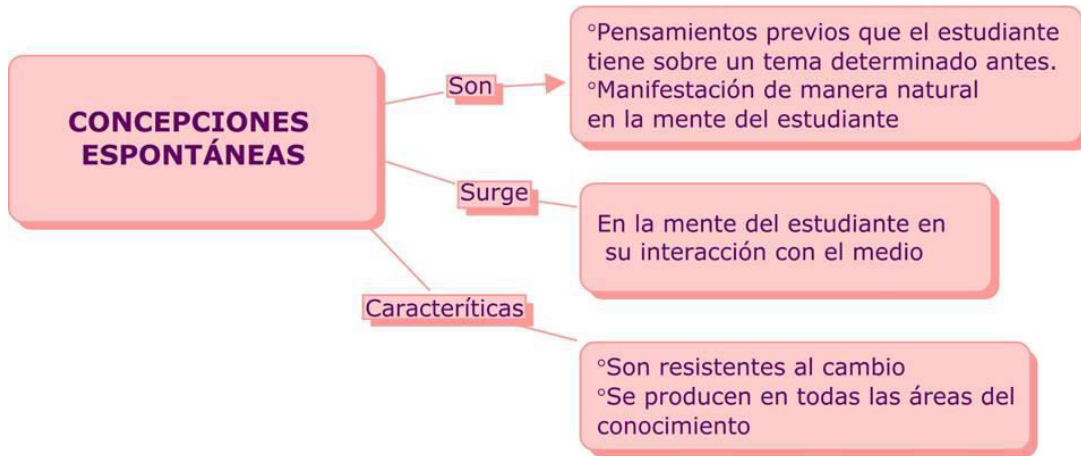 CONCEPCIONES
ESPONTÁNEAS
Son
°Pensamientos previos que el estudiante
tiene sobre un tema determinado antes.
°Manifestación de manera natural
en la mente del estudiante
Surge
En la mente del estudiante en
su interacción con el medio
Caracteríticas
°Son resistentes al cambio
°Se producen en todas las áreas del
conocimiento